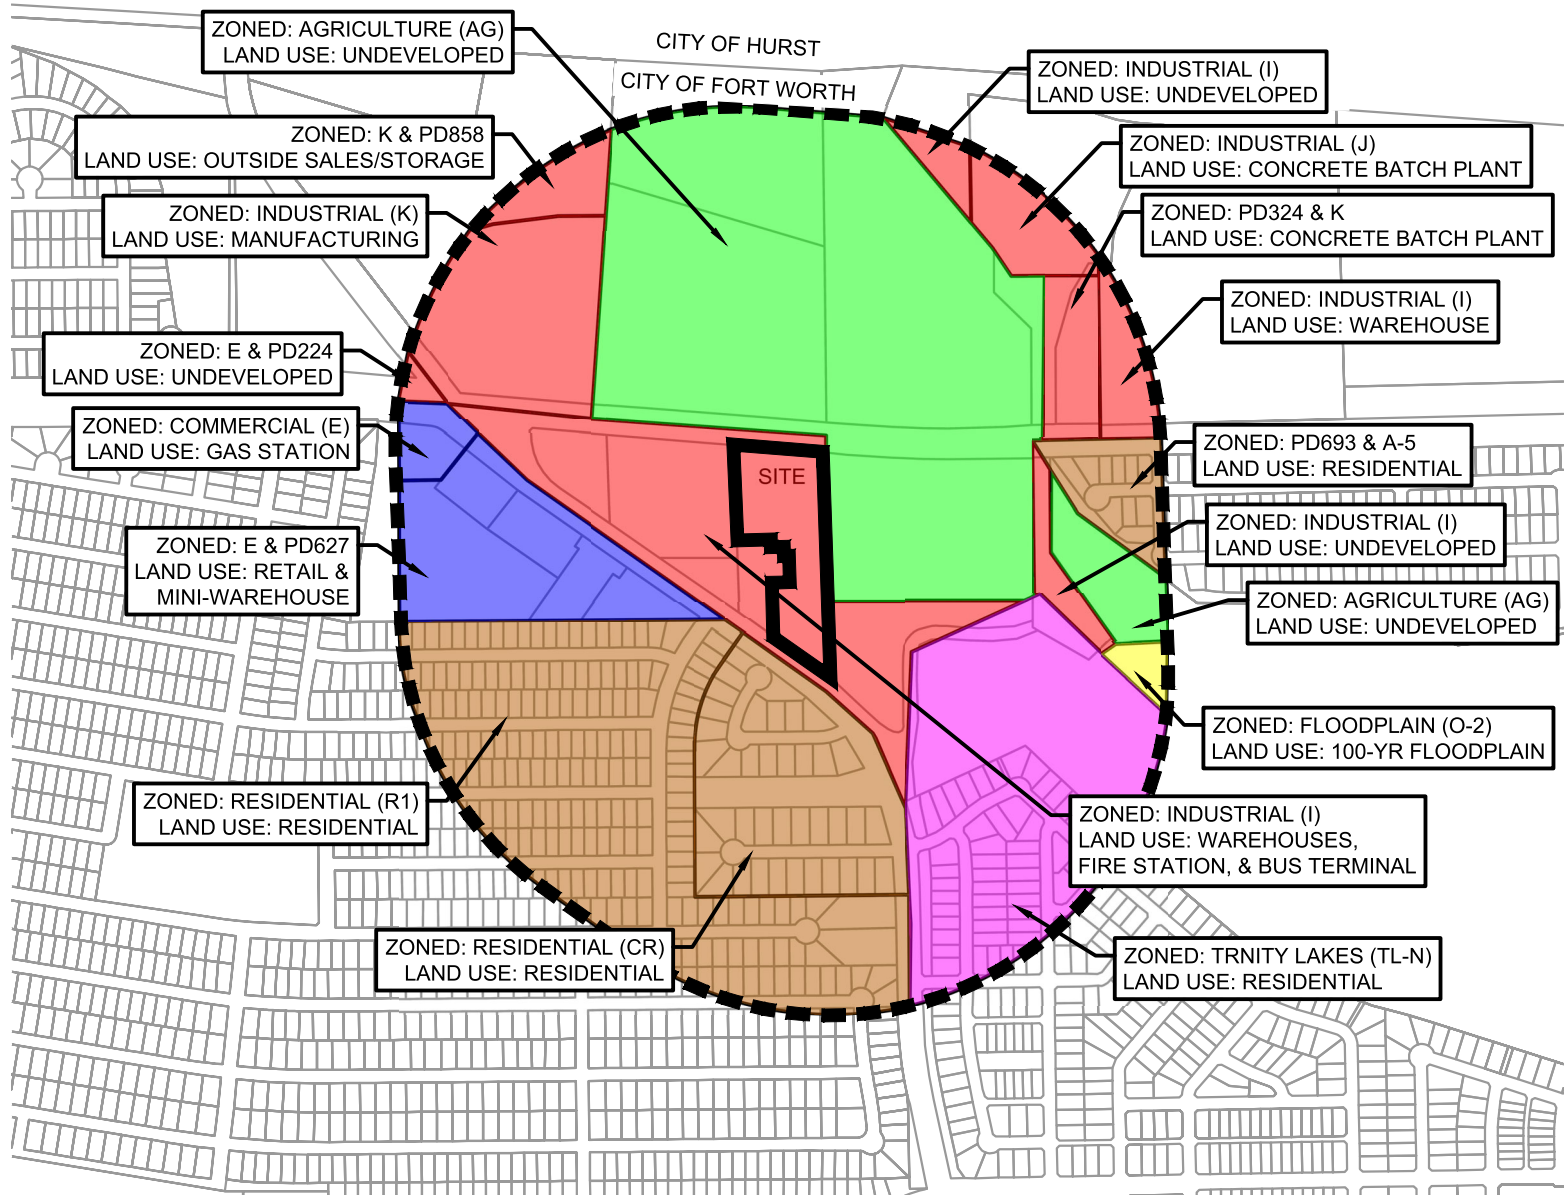 ZONED: AGRICULTURE (AG)
LAND USE: UNDEVELOPED
CITY OF HURST
CITY OF FORT WORTH
ZONED: INDUSTRIAL (I)
LAND USE: UNDEVELOPED
ZONED: K & PD858
LAND USE: OUTSIDE SALES/STORAGE
ZONED: INDUSTRIAL (J)
LAND USE: CONCRETE BATCH PLANT
ZONED: INDUSTRIAL (K)
LAND USE: MANUFACTURING
ZONED: PD324 & K
LAND USE: CONCRETE BATCH PLANT
ZONED: INDUSTRIAL (I)
LAND USE: WAREHOUSE
ZONED: E & PD224
LAND USE: UNDEVELOPED
ZONED: COMMERCIAL (E)
LAND USE: GAS STATION
ZONED: PD693 & A-5
LAND USE: RESIDENTIAL
SITE
ZONED: INDUSTRIAL (I)
LAND USE: UNDEVELOPED
ZONED: E & PD627
LAND USE: RETAIL &
MINI-WAREHOUSE
ZONED: AGRICULTURE (AG)
LAND USE: UNDEVELOPED
ZONED: FLOODPLAIN (O-2)
LAND USE: 100-YR FLOODPLAIN
ZONED: RESIDENTIAL (R1)
LAND USE: RESIDENTIAL
ZONED: INDUSTRIAL (I)
LAND USE: WAREHOUSES,
FIRE STATION, & BUS TERMINAL
ZONED: RESIDENTIAL (CR)
LAND USE: RESIDENTIAL
ZONED: TRNITY LAKES (TL-N)
LAND USE: RESIDENTIAL